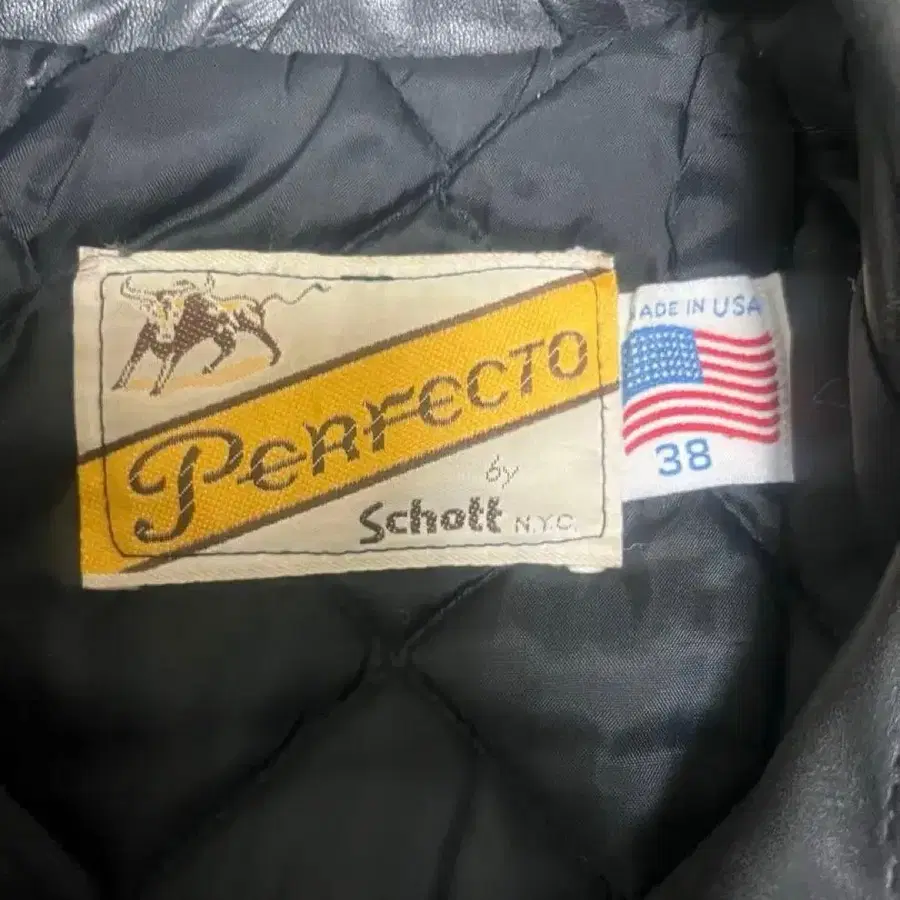 PERFECTO
by
Schott N.Y.C.
MADE IN USA
38